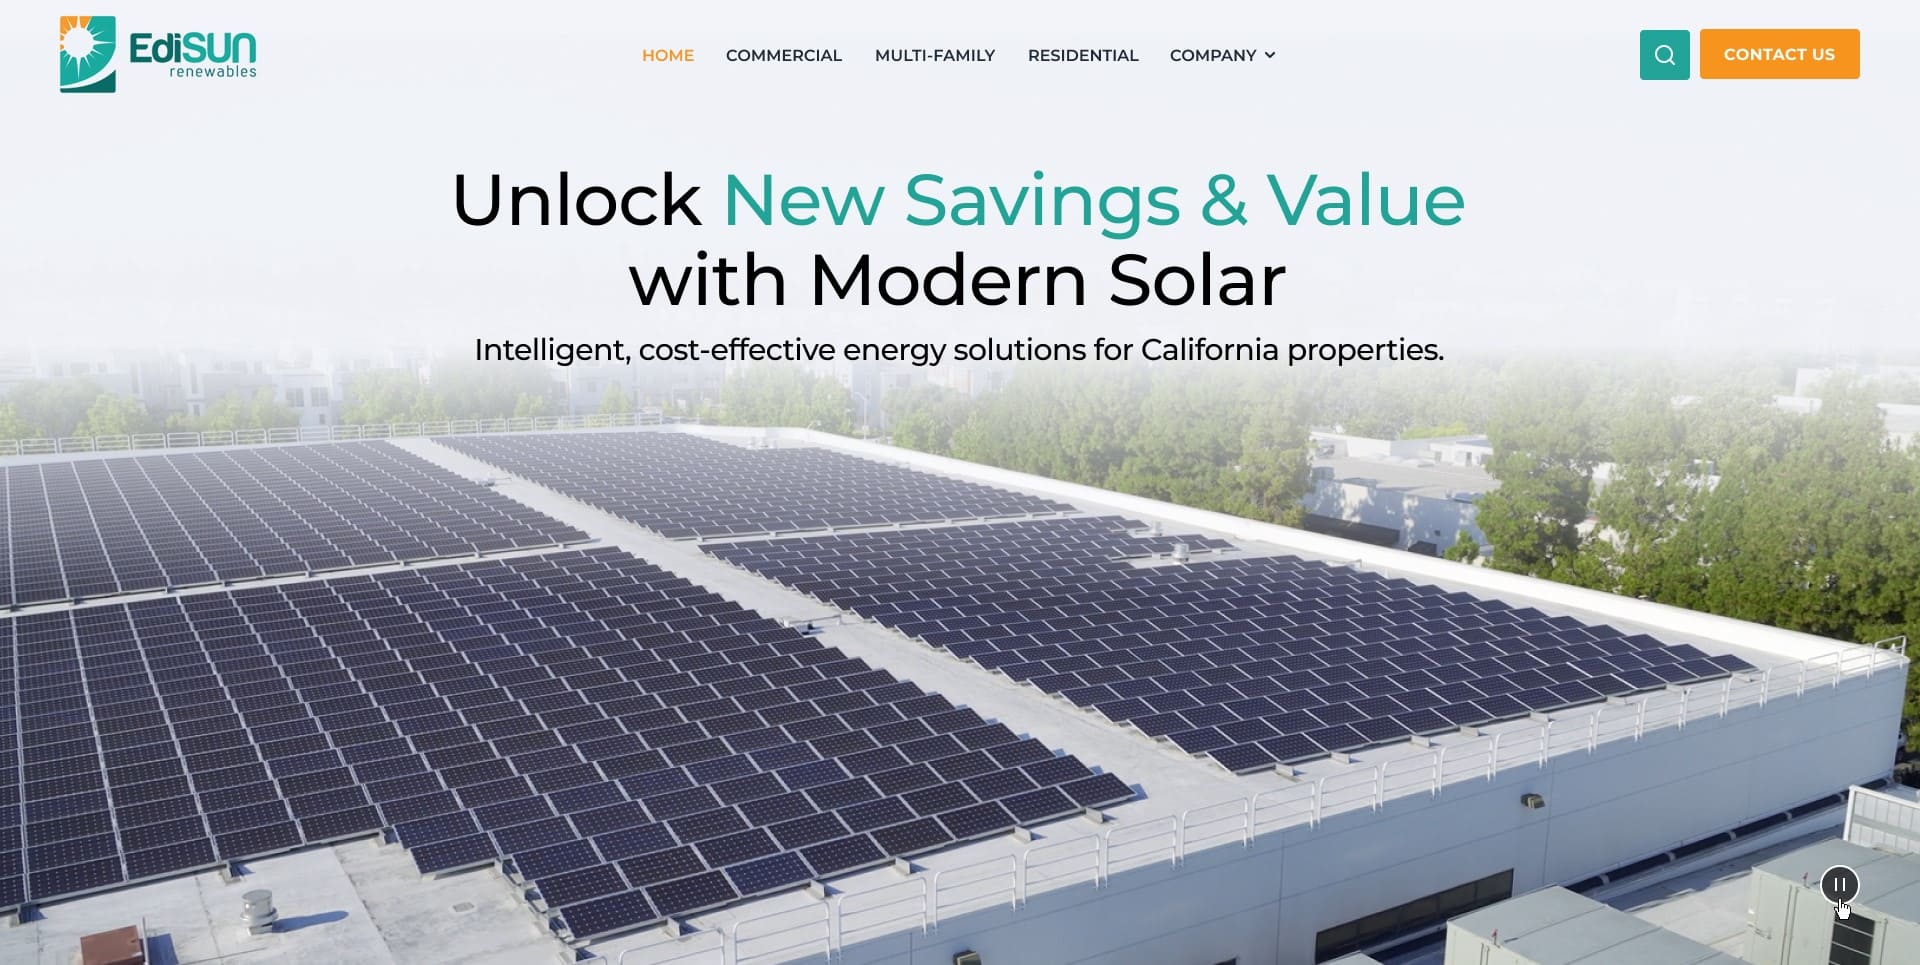 EdiSUN
renewables
HOME
COMMERCIAL
MULTI-FAMILY
RESIDENTIAL
COMPANY
CONTACT US
Unlock New Savings & Value
with Modern Solar
Intelligent, cost-effective energy solutions for California properties.